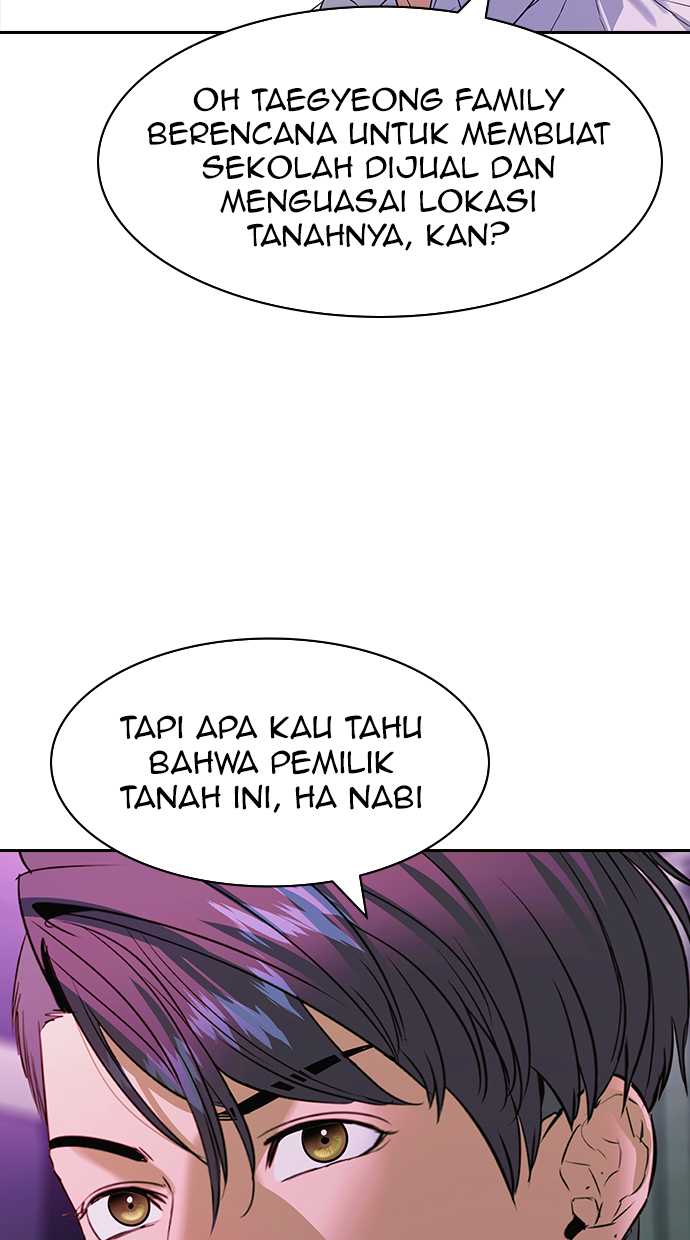 OH TAEGYEONG FAMILY
BERENCANA UNTUK MEMBUAT
SEKOLAH DIJUAL DAN
MENGUASAI LOKASI
TANAHNYA, KAN?
TAPI APA KAU TAHU
BAHWA PEMILIK
TANAH INI, HA NABI